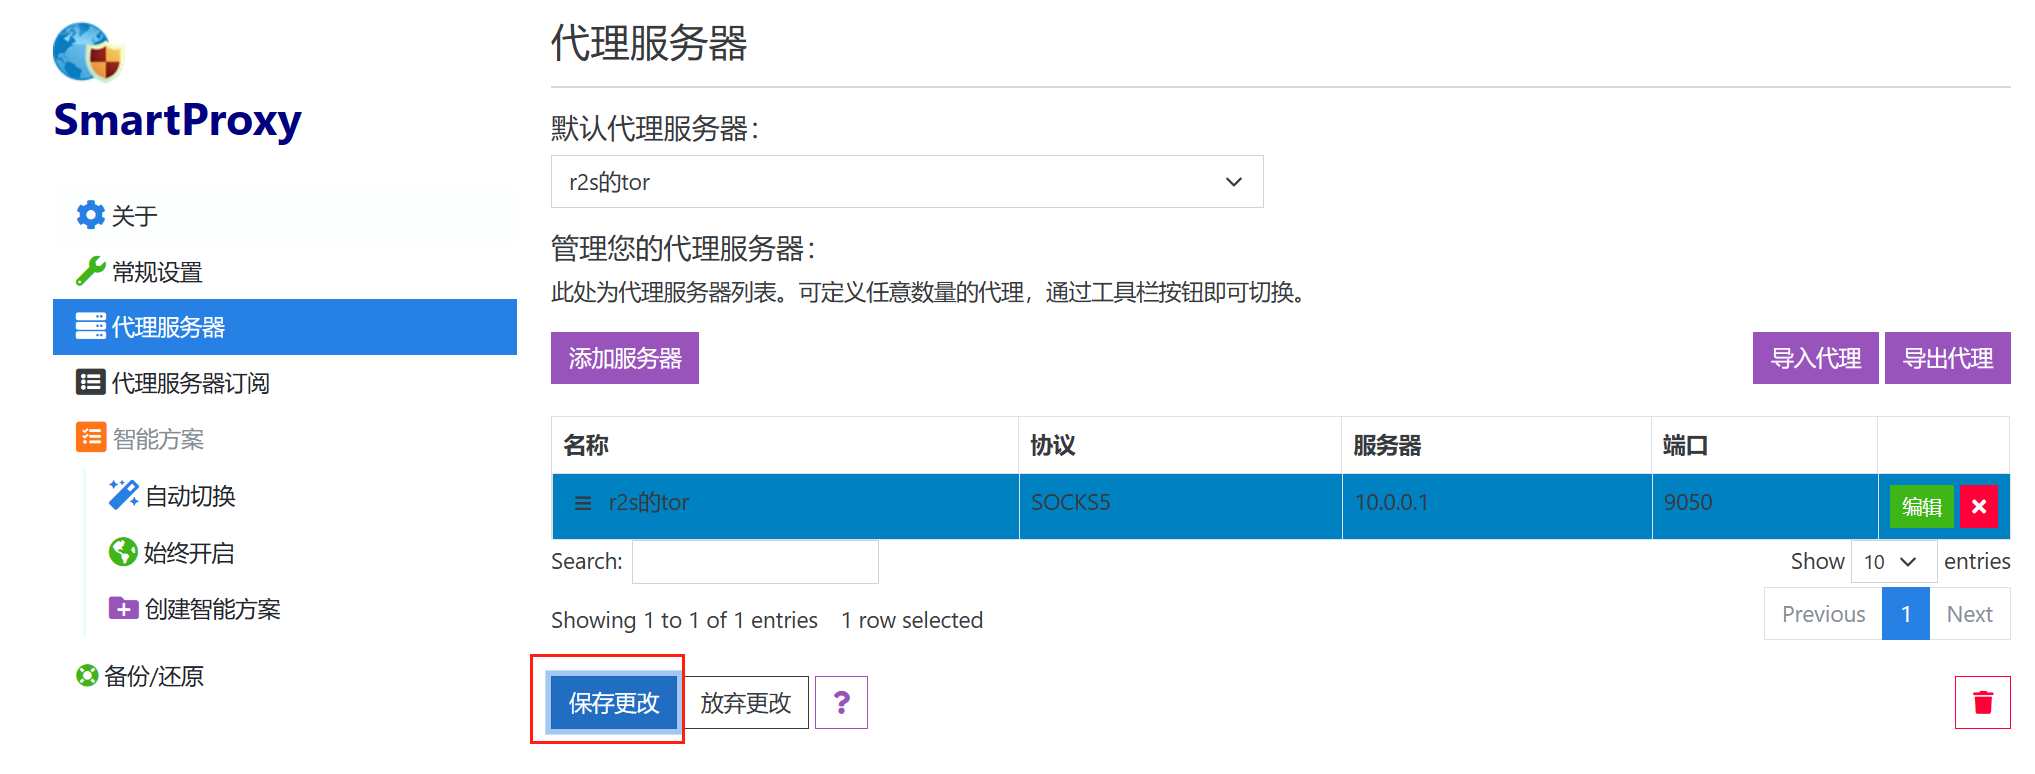 SmartProxy
关于
常规设置
代理服务器
代理服务器订阅
智能方案
自动切换
始终开启
创建智能方案
备份/还原
代理服务器
默认代理服务器：
r2s的tor
管理您的代理服务器：
此处为代理服务器列表。可定义任意数量的代理，通过工具栏按钮即可切换。
添加服务器 导入代理 导出代理
名称 协议 服务器 端口
r2s的tor SOCKS5 10.0.0.1 9050 编辑
Search: Show 10 entries
Showing 1 to 1 of 1 entries 1 row selected Previous 1 Next
保存更改 放弃更改 ?